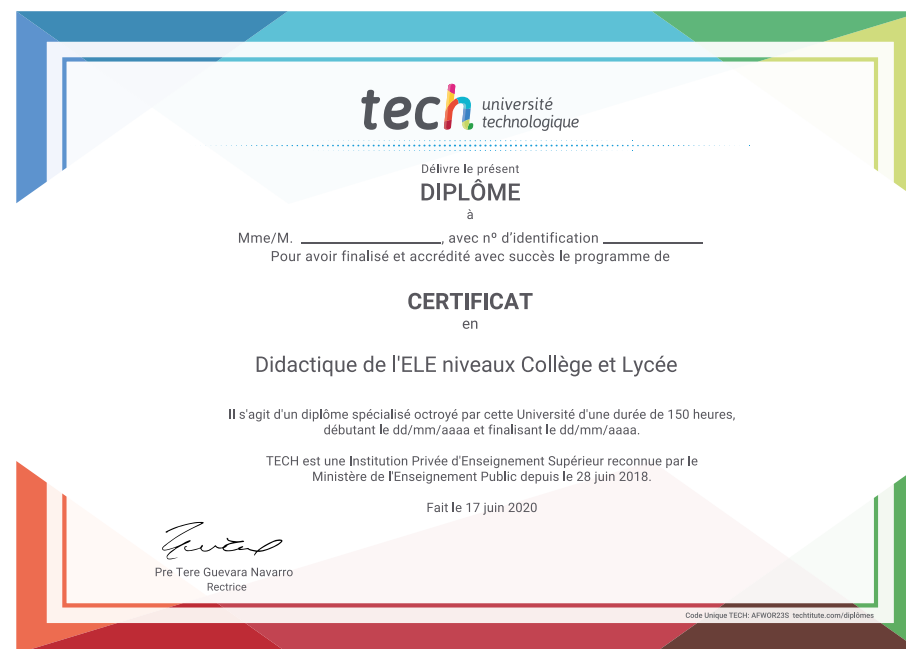 tech université
technologique
Délivre le présent
DIPLÔME
à
Mme/M. ____________________, avec nº d'identification ______________
Pour avoir finalisé et accrédité avec succès le programme de
CERTIFICAT
en
Didactique de l'ELE niveaux Collège et Lycée
Il s'agit d'un diplôme spécialisé octroyé par cette Université d'une durée de 150 heures,
débutant le dd/mm/aaaa et finalisant le dd/mm/aaaa.
TECH est une Institution Privée d'Enseignement Supérieur reconnue par le
Ministère de l'Enseignement Public depuis le 28 juin 2018.
Fait le 17 juin 2020
Pre Tere Guevara Navarro
Rectrice
Code Unique TECH: AFWOR23S techtitute.com/diplômes